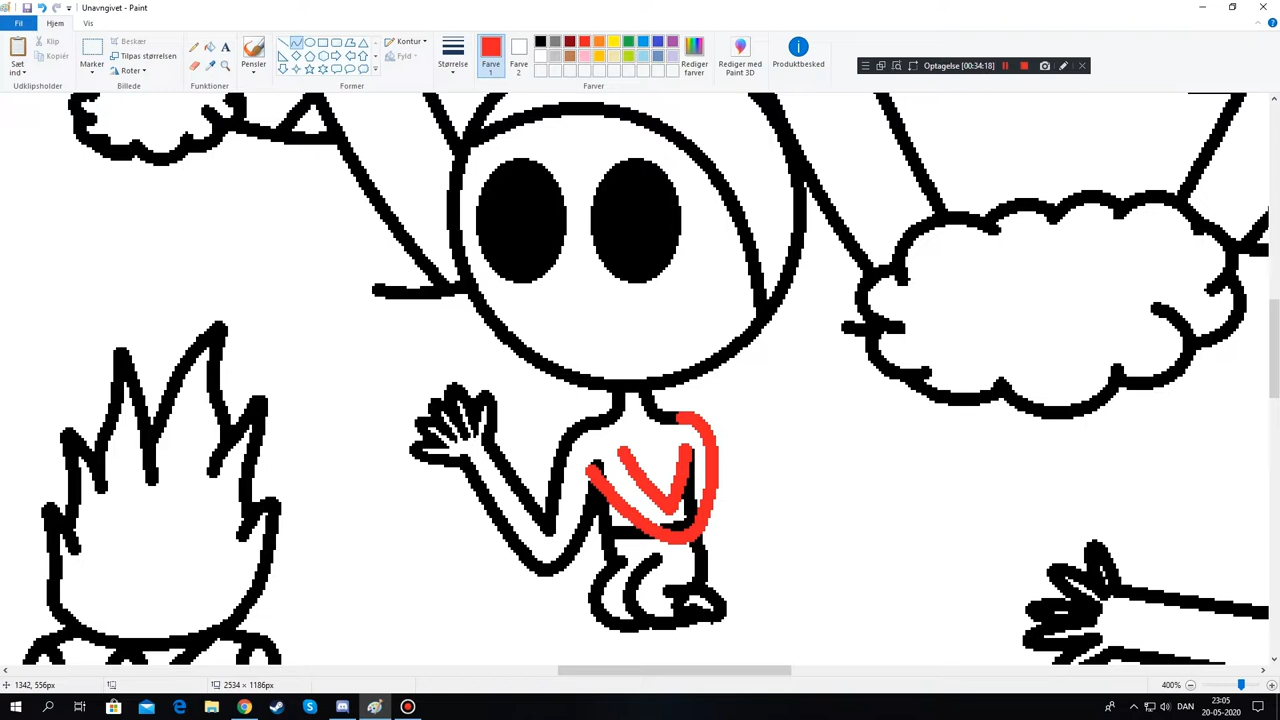 Unavngivet - Paint
Fil Hjem Vis
Sæt ind
Klip
Kopiér
Udklipsholder
Marker
Beskær
Tilpas størrelsen
Roter
Billede
Funktioner
Pensler
Kontur
Fyld
Former
Størrelse
Farve 1
Farve 2
Rediger farver
Farver
Rediger med Paint 3D
Produktbesked
Optagelse [00:34:18]
1342, 556px
2534 × 1186px
400%
DAN
23:05
20-05-2020